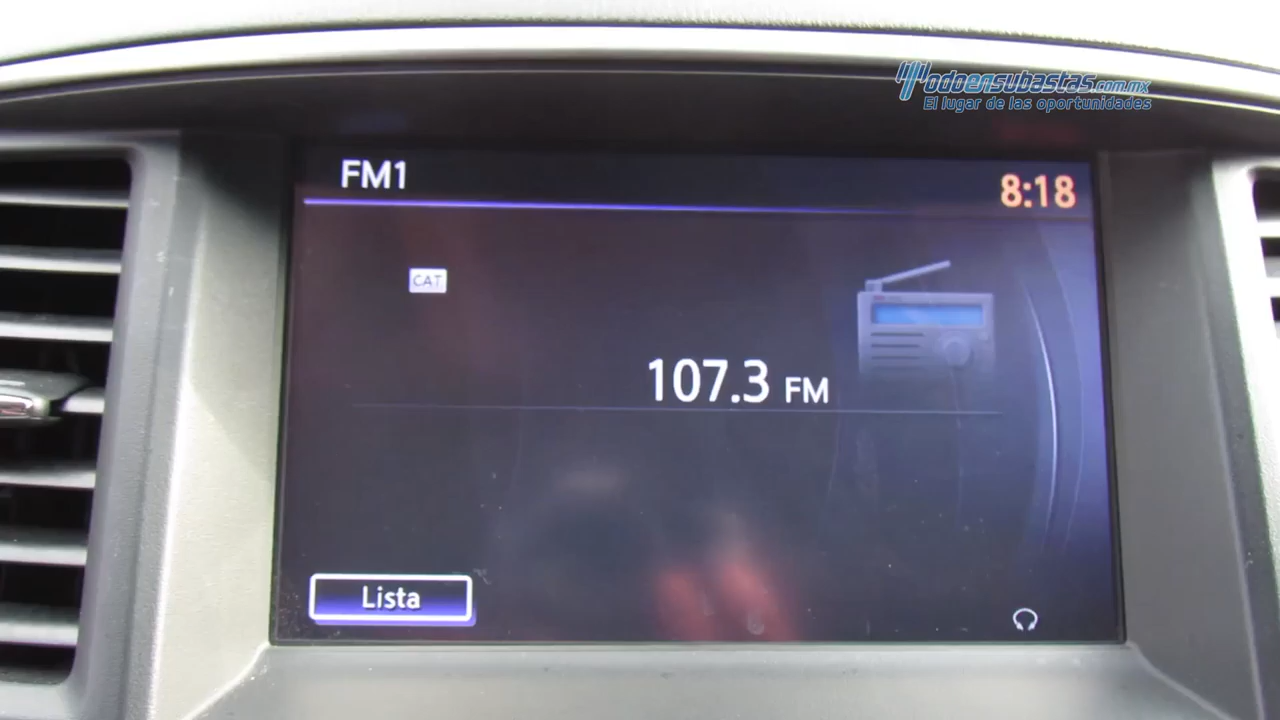 Todoensubastas.com.mx
El lugar de las oportunidades
FM1
8:18
CAT
107.3 FM
Lista